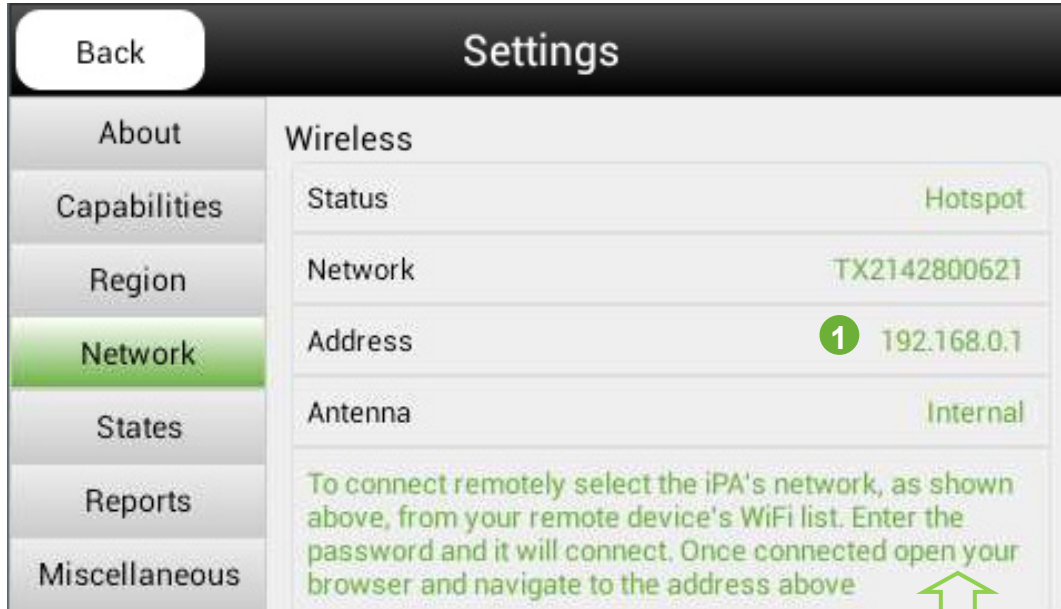 Back
Settings
About
Capabilities
Region
Network
States
Reports
Miscellaneous
Wireless
Status Hotspot
Network TX2142800621
Address 1 192.168.0.1
Antenna Internal
To connect remotely select the iPA's network, as shown
above, from your remote device's WiFi list. Enter the
password and it will connect. Once connected open your
browser and navigate to the address above